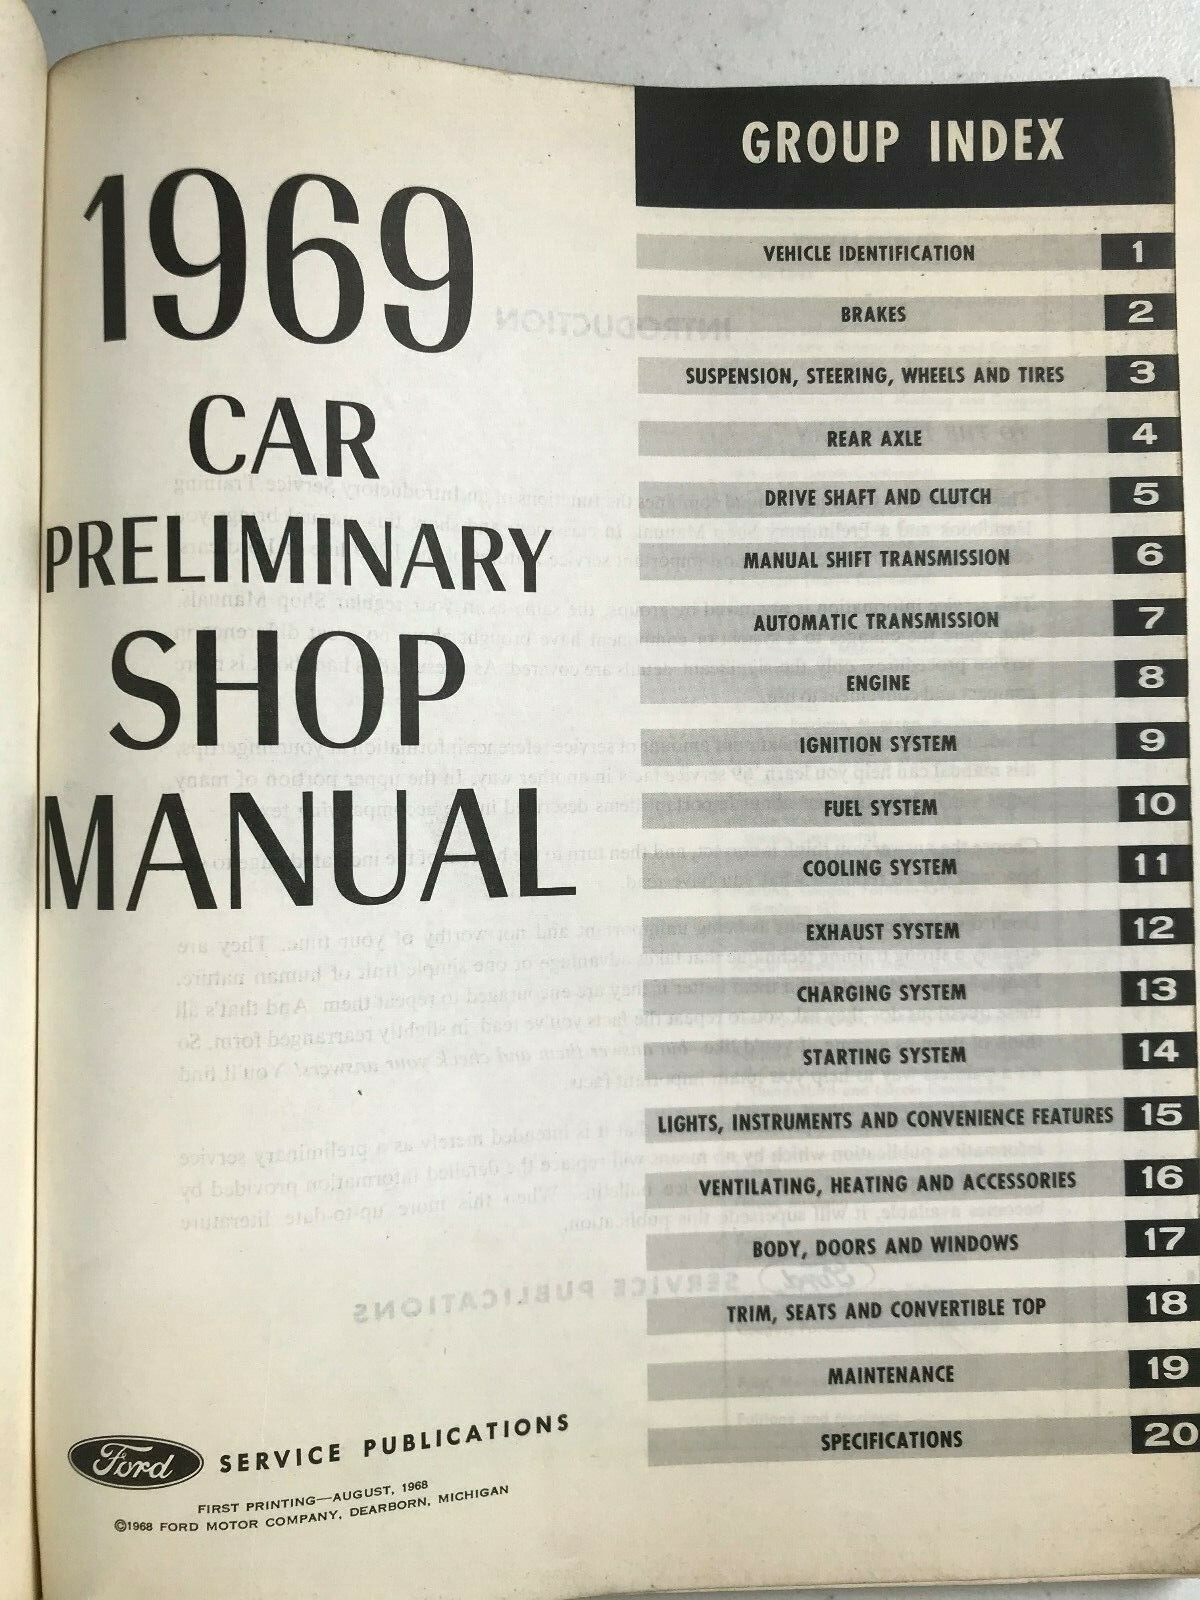 1969
CAR
PRELIMINARY
SHOP
MANUAL
Ford SERVICE PUBLICATIONS
FIRST PRINTING—AUGUST, 1968
©1968 FORD MOTOR COMPANY, DEARBORN, MICHIGAN
GROUP INDEX
VEHICLE IDENTIFICATION 1
BRAKES 2
SUSPENSION, STEERING, WHEELS AND TIRES 3
REAR AXLE 4
DRIVE SHAFT AND CLUTCH 5
MANUAL SHIFT TRANSMISSION 6
AUTOMATIC TRANSMISSION 7
ENGINE 8
IGNITION SYSTEM 9
FUEL SYSTEM 10
COOLING SYSTEM 11
EXHAUST SYSTEM 12
CHARGING SYSTEM 13
STARTING SYSTEM 14
LIGHTS, INSTRUMENTS AND CONVENIENCE FEATURES 15
VENTILATING, HEATING AND ACCESSORIES 16
BODY, DOORS AND WINDOWS 17
TRIM, SEATS AND CONVERTIBLE TOP 18
MAINTENANCE 19
SPECIFICATIONS 20